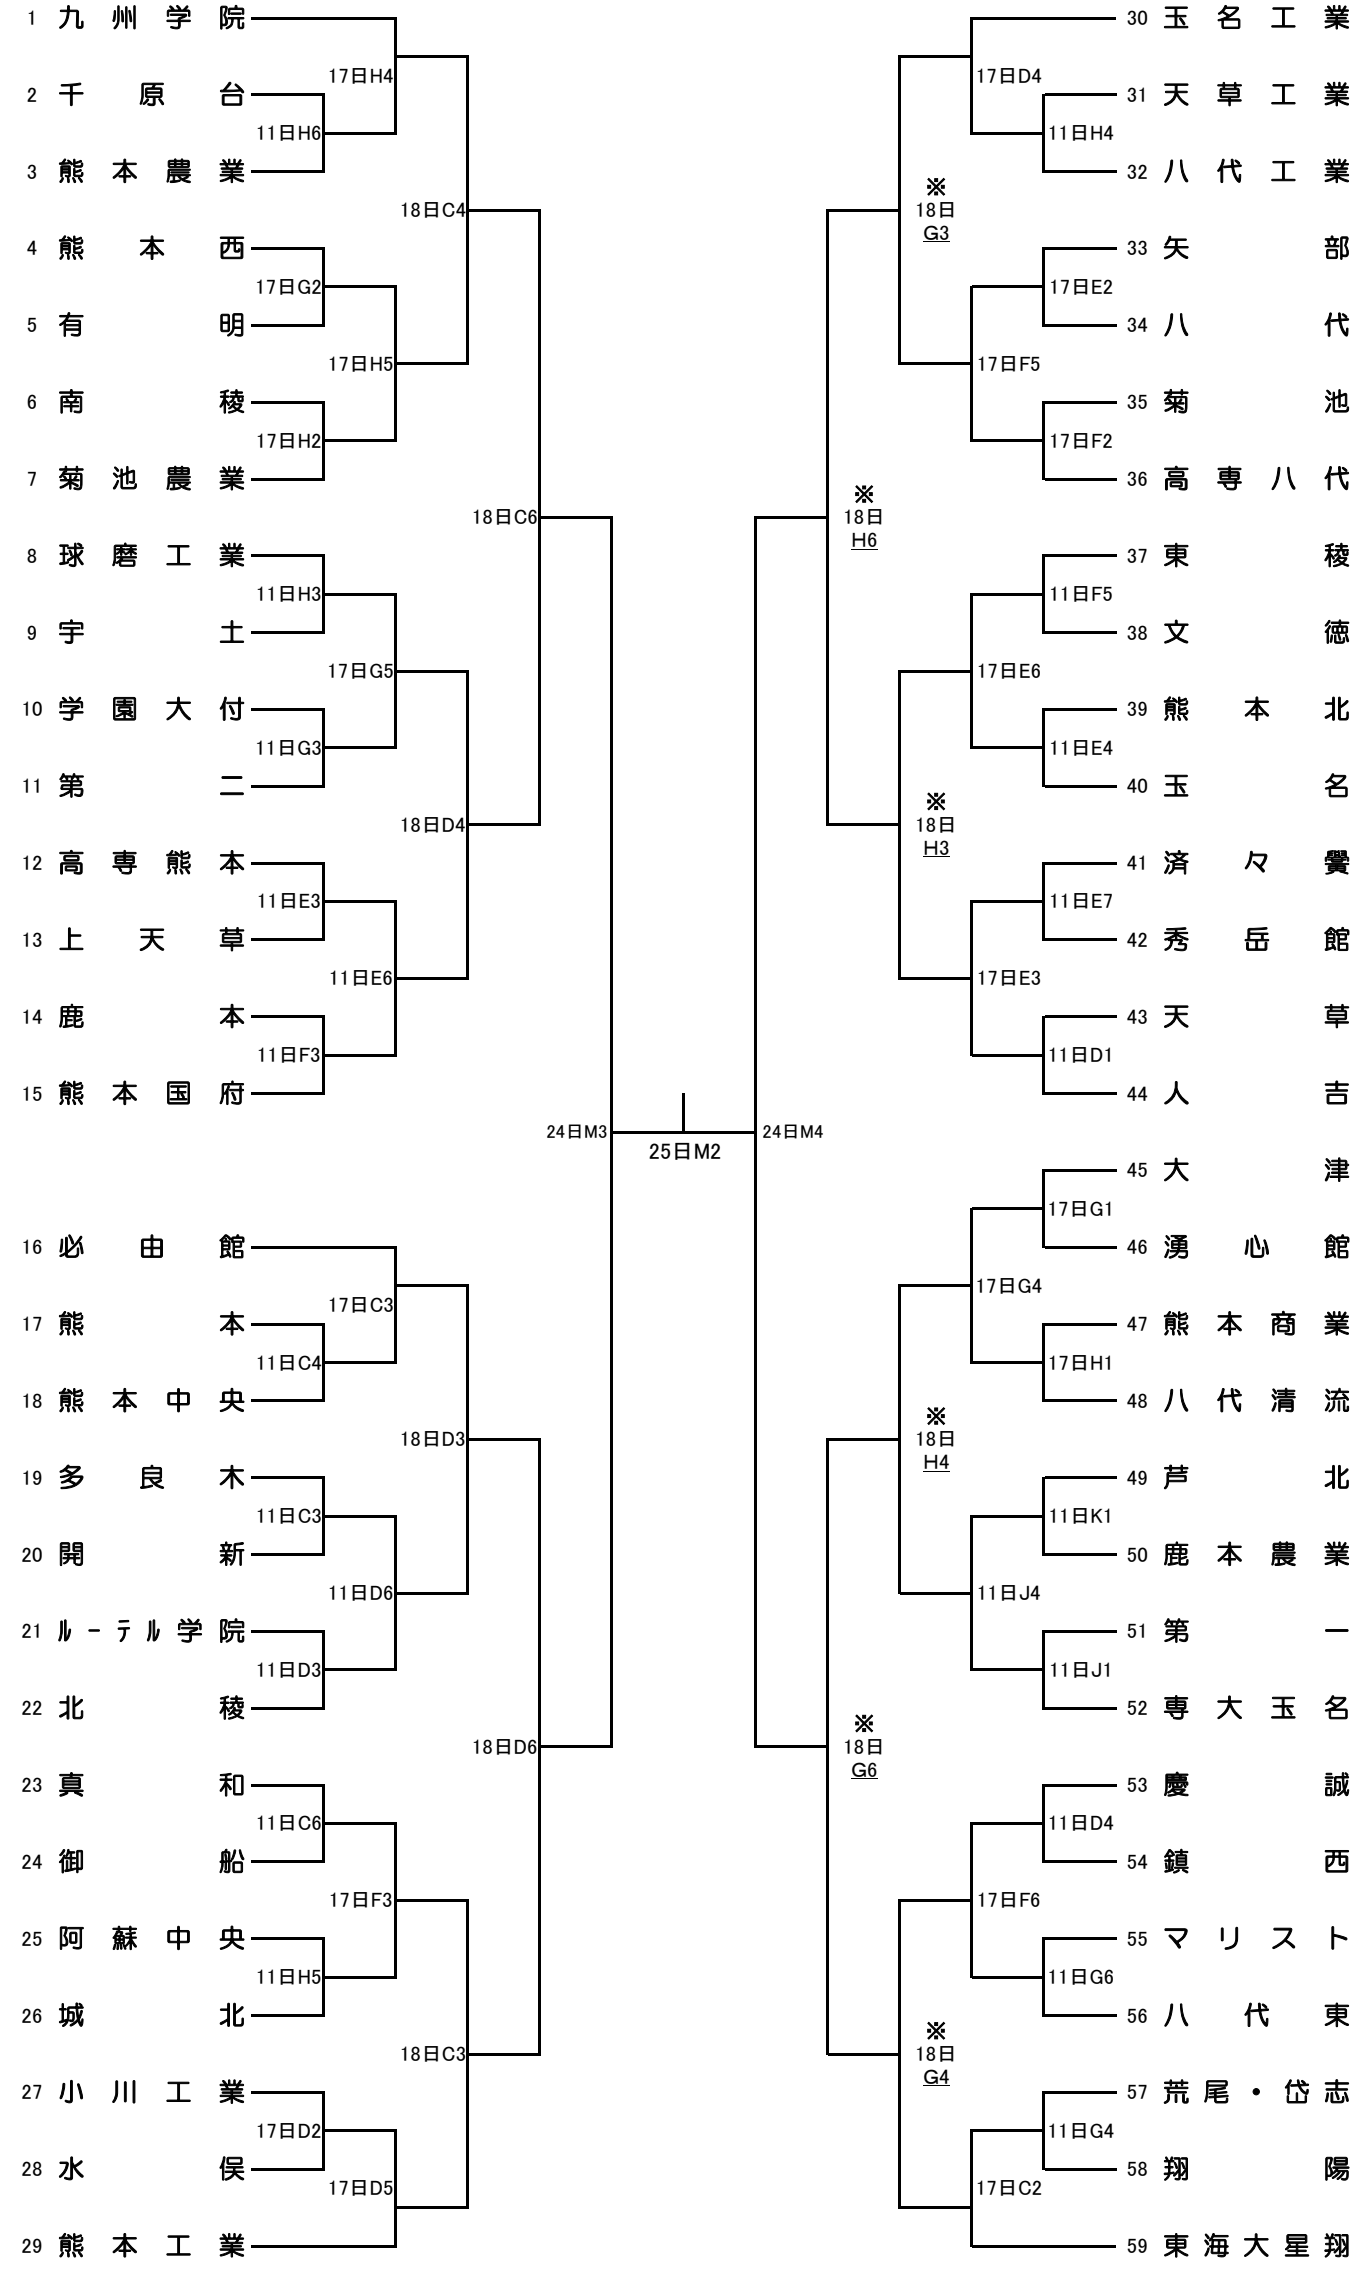 1 九州学院
17日H4
2 千原台
11日H6
3 熊本農業
18日C4
4 熊本西
17日G2
5 有明
17日H5
6 南稜
17日H2
7 菊池農業
18日C6
8 球磨工業
11日H3
9 宇土
17日G5
10 学園大付
11日G3
11 第二
18日D4
12 高専熊本
11日E3
13 上天草
11日E6
14 鹿本
11日F3
15 熊本国府
24日M3
25日M2
24日M4
16 必由館
17日C3
17 熊本
11日C4
18 熊本中央
18日D3
19 多良木
11日C3
20 開新
11日D6
21 ﾙｰﾃﾙ学院
11日D3
22 北稜
18日D6
23 真和
11日C6
24 御船
17日F3
25 阿蘇中央
11日H5
26 城北
18日C3
27 小川工業
17日D2
28 水俣
17日D5
29 熊本工業
30 玉名工業
17日D4
31 天草工業
11日H4
32 八代工業
※
18日
G3
33 矢部
17日E2
34 八代
17日F5
35 菊池
17日F2
36 高専八代
※
18日
H6
37 東稜
11日F5
38 文徳
17日E6
39 熊本北
11日E4
40 玉名
※
18日
H3
41 済々黌
11日E7
42 秀岳館
17日E3
43 天草
11日D1
44 人吉
45 大津
17日G1
46 湧心館
17日G4
47 熊本商業
17日H1
48 八代清流
※
18日
H4
49 芦北
11日K1
50 鹿本農業
11日J4
51 第一
11日J1
52 専大玉名
※
18日
G6
53 慶誠
11日D4
54 鎮西
17日F6
55 マリスト
11日G6
56 八代東
※
18日
G4
57 荒尾・岱志
11日G4
58 翔陽
17日C2
59 東海大星翔